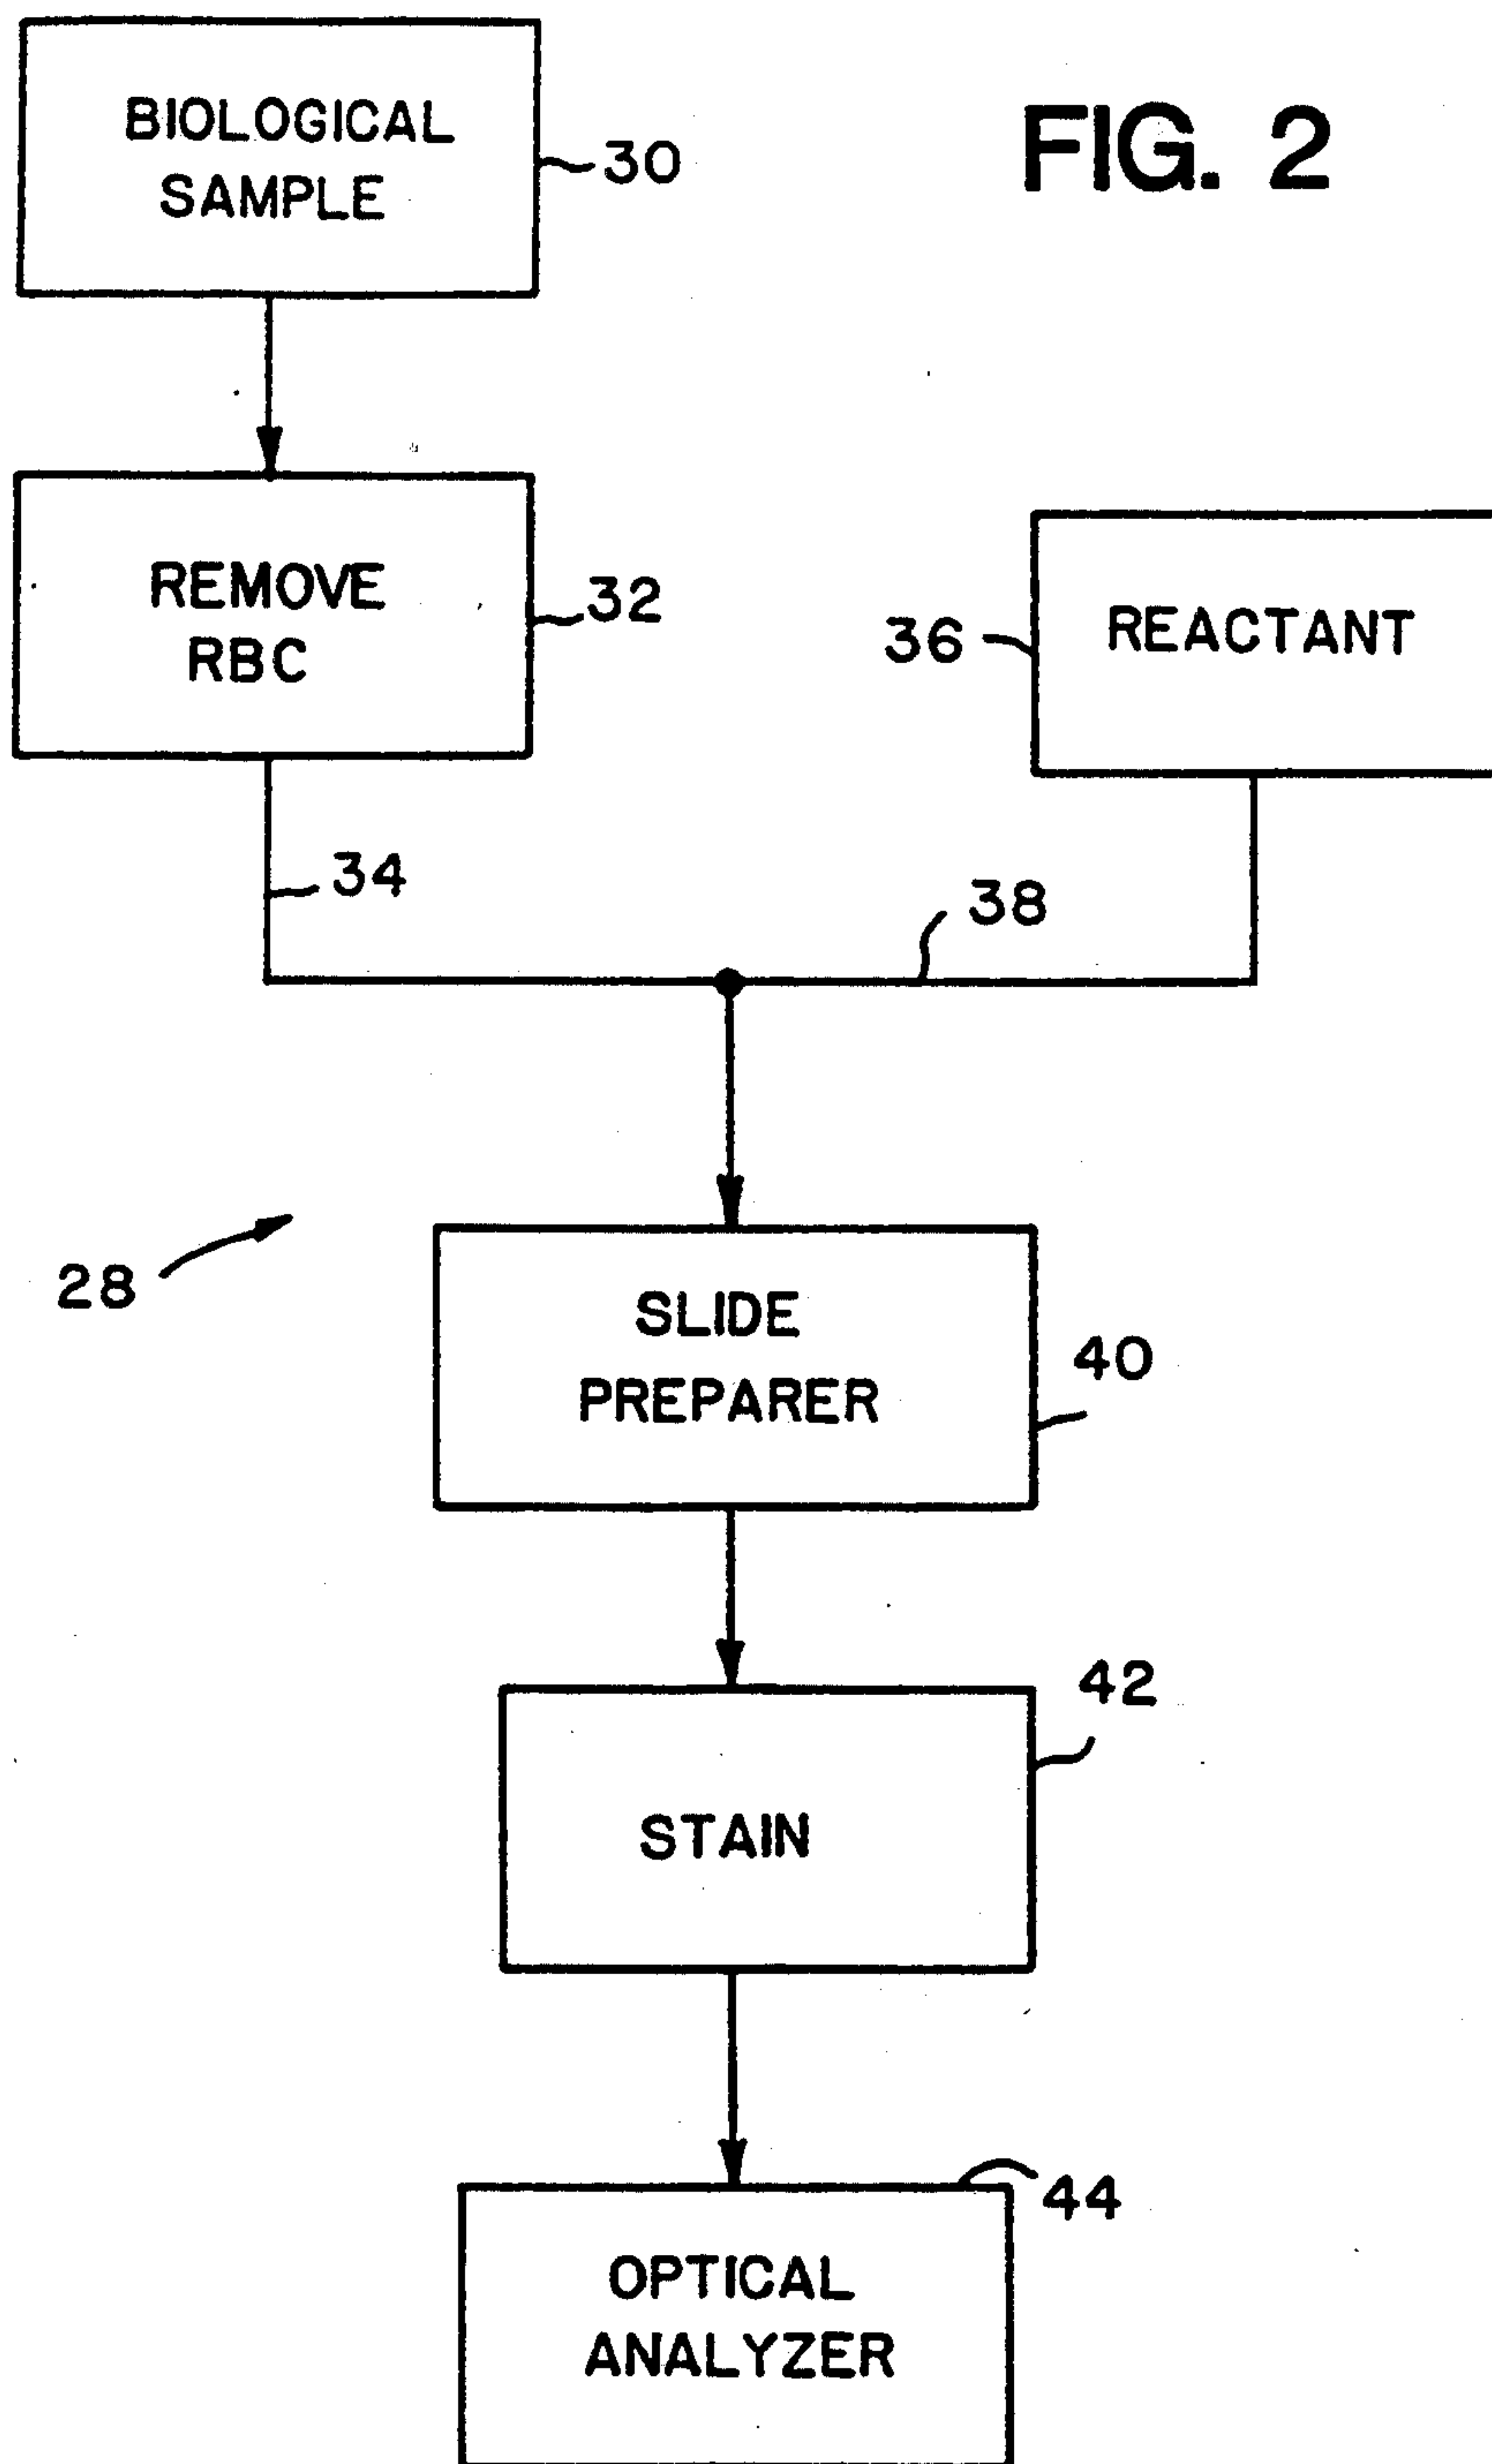 FIG. 2
BIOLOGICAL
SAMPLE
30
REMOVE
RBC
32
36
REACTANT
34
38
28
SLIDE
PREPARER
40
STAIN
42
44
OPTICAL
ANALYZER